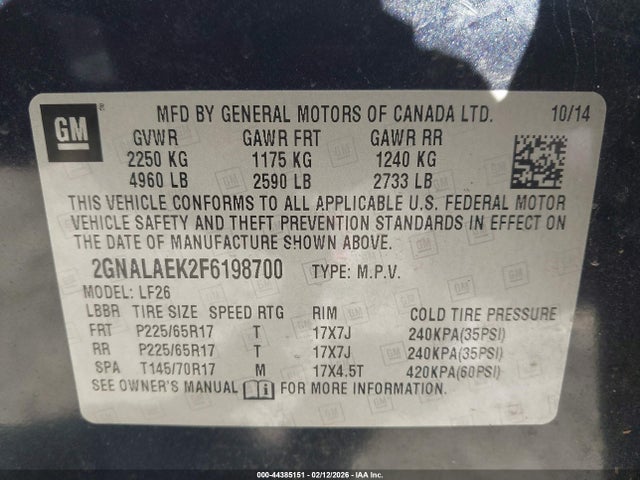 GM
MFD BY GENERAL MOTORS OF CANADA LTD. 10/14
GVWR GAWR FRT GAWR RR
2250 KG 1175 KG 1240 KG
4960 LB 2590 LB 2733 LB
THIS VEHICLE CONFORMS TO ALL APPLICABLE U.S. FEDERAL MOTOR
VEHICLE SAFETY AND THEFT PREVENTION STANDARDS IN EFFECT ON
THE DATE OF MANUFACTURE SHOWN ABOVE.
2GNALAEK2F6198700 TYPE: M.P.V.
MODEL: LF26
LBBR TIRE SIZE SPEED RTG RIM COLD TIRE PRESSURE
FRT P225/65R17 T 17X7J 240KPA(35PSI)
RR P225/65R17 T 17X7J 240KPA(35PSI)
SPA T145/70R17 M 17X4.5T 420KPA(60PSI)
SEE OWNER'S MANUAL FOR MORE INFORMATION.
000-44385151 - 02/12/2026 - IAA Inc.